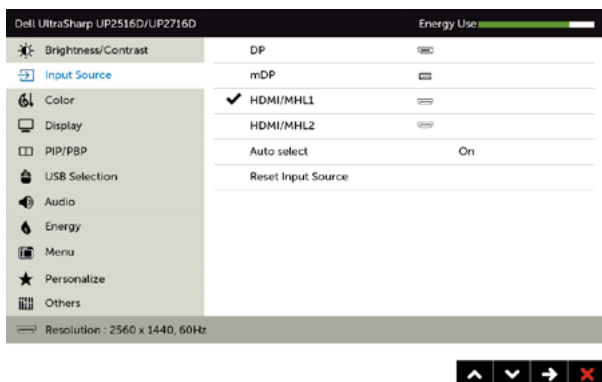 Dell UltraSharp UP2516D/UP2716D Energy Use
Brightness/Contrast
Input Source
Color
Display
PIP/PBP
USB Selection
Audio
Energy
Menu
Personalize
Others
DP
mDP
HDMI/MHL1
HDMI/MHL2
Auto select On
Reset Input Source
Resolution : 2560 x 1440, 60Hz